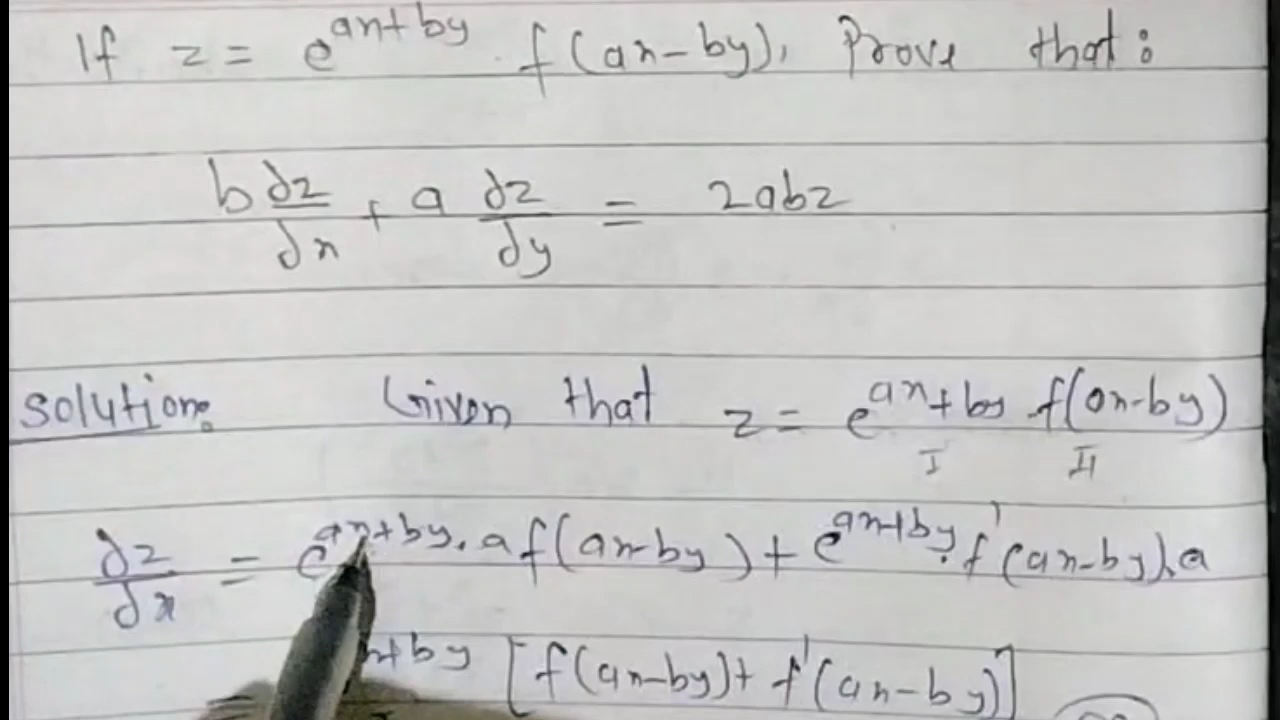 If z = e^{ax+by} . f(ax-by), Prove that:
b ∂z/∂x + a ∂z/∂y = 2abz
Solution: Given that z = e^{ax+by} f(ax-by)
I II
∂z/∂x = e^{ax+by}. a f(ax-by) + e^{ax+by}. f'(ax-by).a
= +by [f(ax-by) + f'(ax-by)]